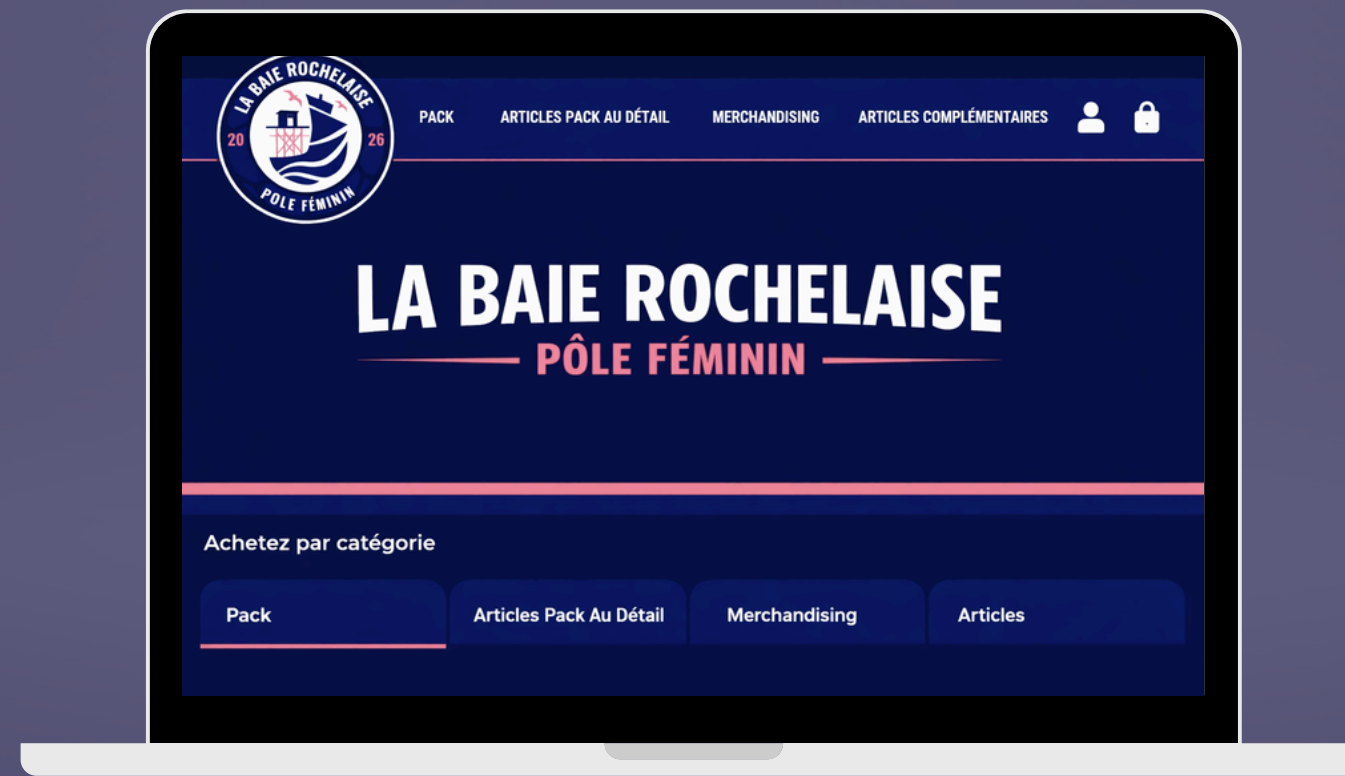 LA BAIE ROCHELAISE
20 26
PÔLE FÉMININ
PACK ARTICLES PACK AU DÉTAIL MERCHANDISING ARTICLES COMPLÉMENTAIRES
LA BAIE ROCHELAISE
PÔLE FÉMININ
Achetez par catégorie
Pack Articles Pack Au Détail Merchandising Articles